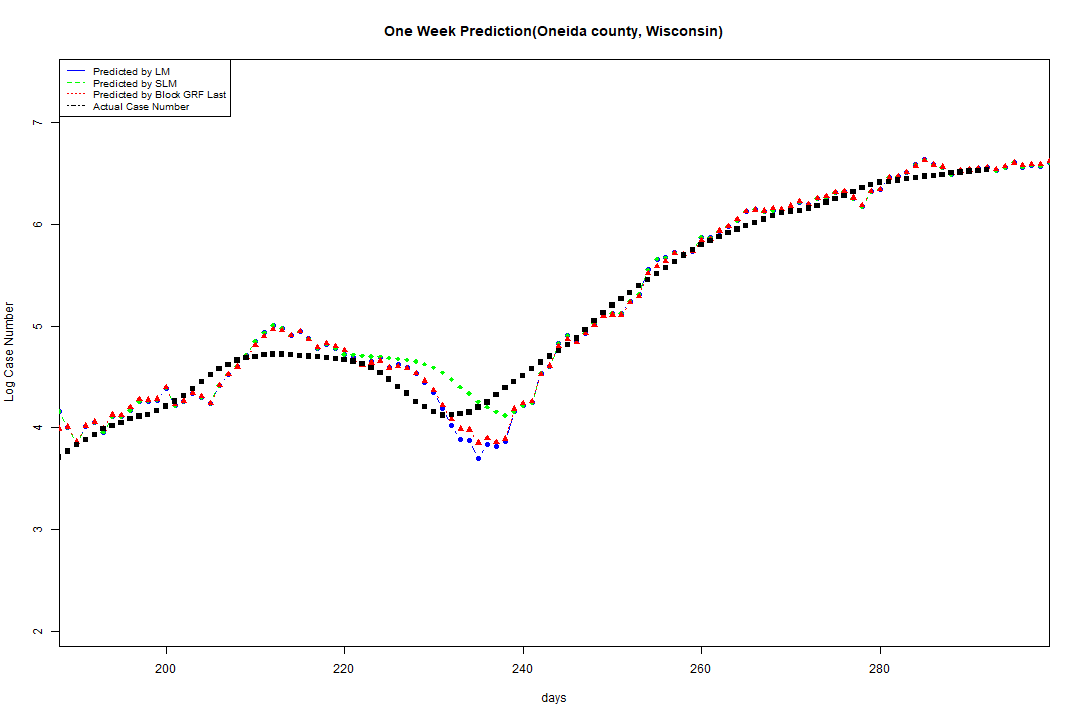 One Week Prediction(Oneida county, Wisconsin)
Predicted by LM
Predicted by SLM
Predicted by Block GRF Last
Actual Case Number
7
6
5
4
3
2
Log Case Number
200 220 240 260 280
days